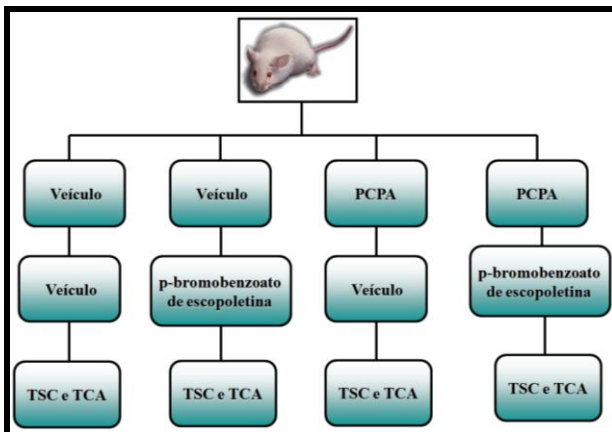 Veículo
Veículo
PCPA
PCPA
Veículo
p-bromobenzoato
de escopoletina
Veículo
p-bromobenzoato
de escopoletina
TSC e TCA
TSC e TCA
TSC e TCA
TSC e TCA